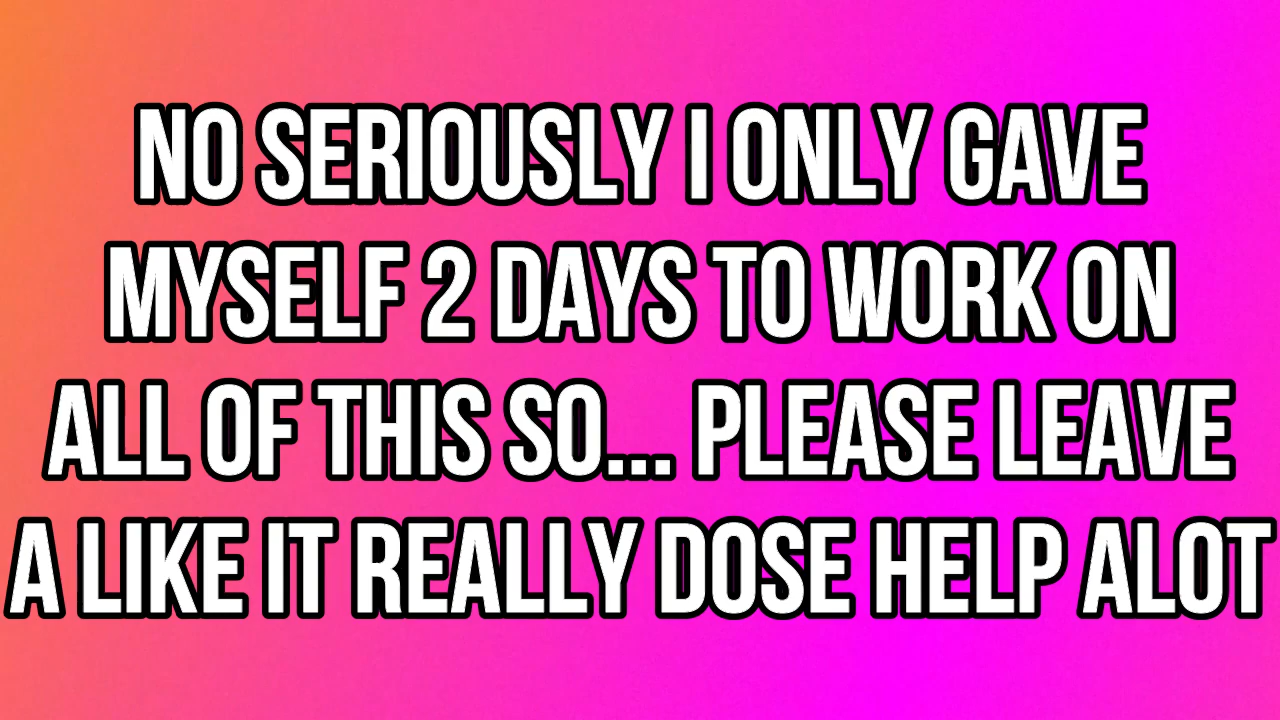 NO SERIOUSLY I ONLY GAVE
MYSELF 2 DAYS TO WORK ON
ALL OF THIS SO... PLEASE LEAVE
A LIKE IT REALLY DOSE HELP ALOT